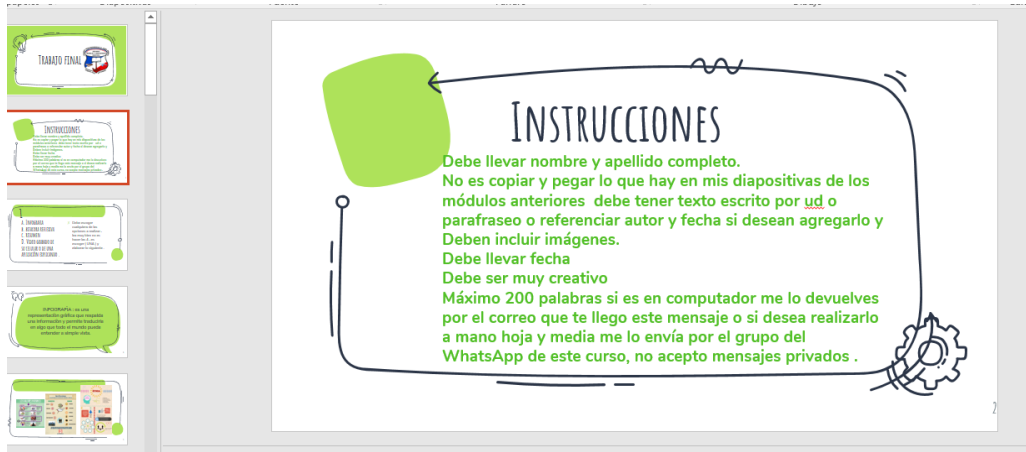 TRABAJO FINAL
INSTRUCCIONES
INFOGRAFÍA : es una
representación gráfica que respalda
una información y permite traducirla
en algo que todo el mundo pueda
entender a simple vista.
INSTRUCCIONES
Debe llevar nombre y apellido completo.
No es copiar y pegar lo que hay en mis diapositivas de los
módulos anteriores debe tener texto escrito por ud o
parafraseo o referenciar autor y fecha si desean agregarlo y
Deben incluir imágenes.
Debe llevar fecha
Debe ser muy creativo
Máximo 200 palabras si es en computador me lo devuelves
por el correo que te llego este mensaje o si desea realizarlo
a mano hoja y media me lo envía por el grupo del
WhatsApp de este curso, no acepto mensajes privados .
2